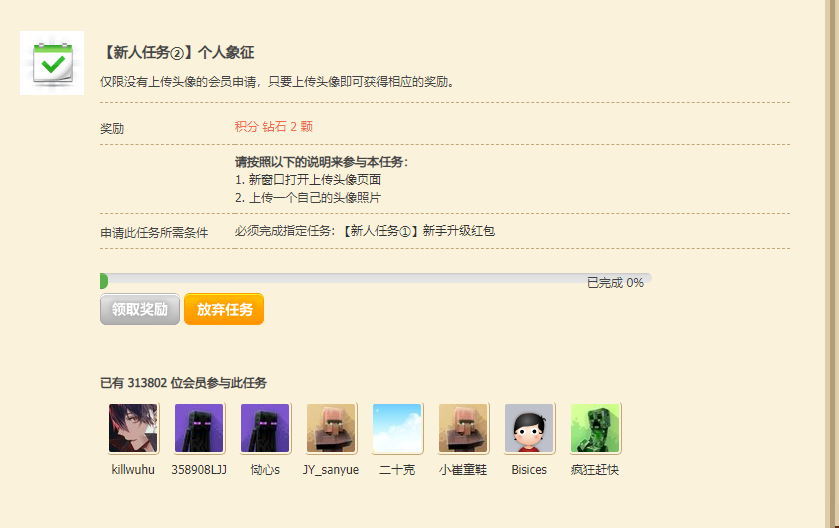 【新人任务②】个人象征
仅限没有上传头像的会员申请，只要上传头像即可获得相应的奖励。
奖励
积分 钻石 2 颗
请按照以下的说明来参与本任务：
1. 新窗口打开上传头像页面
2. 上传一个自己的头像照片
申请此任务所需条件
必须完成指定任务: 【新人任务①】新手升级红包
已完成 0%
领取奖励
放弃任务
已有 313802 位会员参与此任务
killwuhu
358908LJJ
恸心s
JY_sanyue
二十克
小崔童鞋
Bisices
疯狂赶快